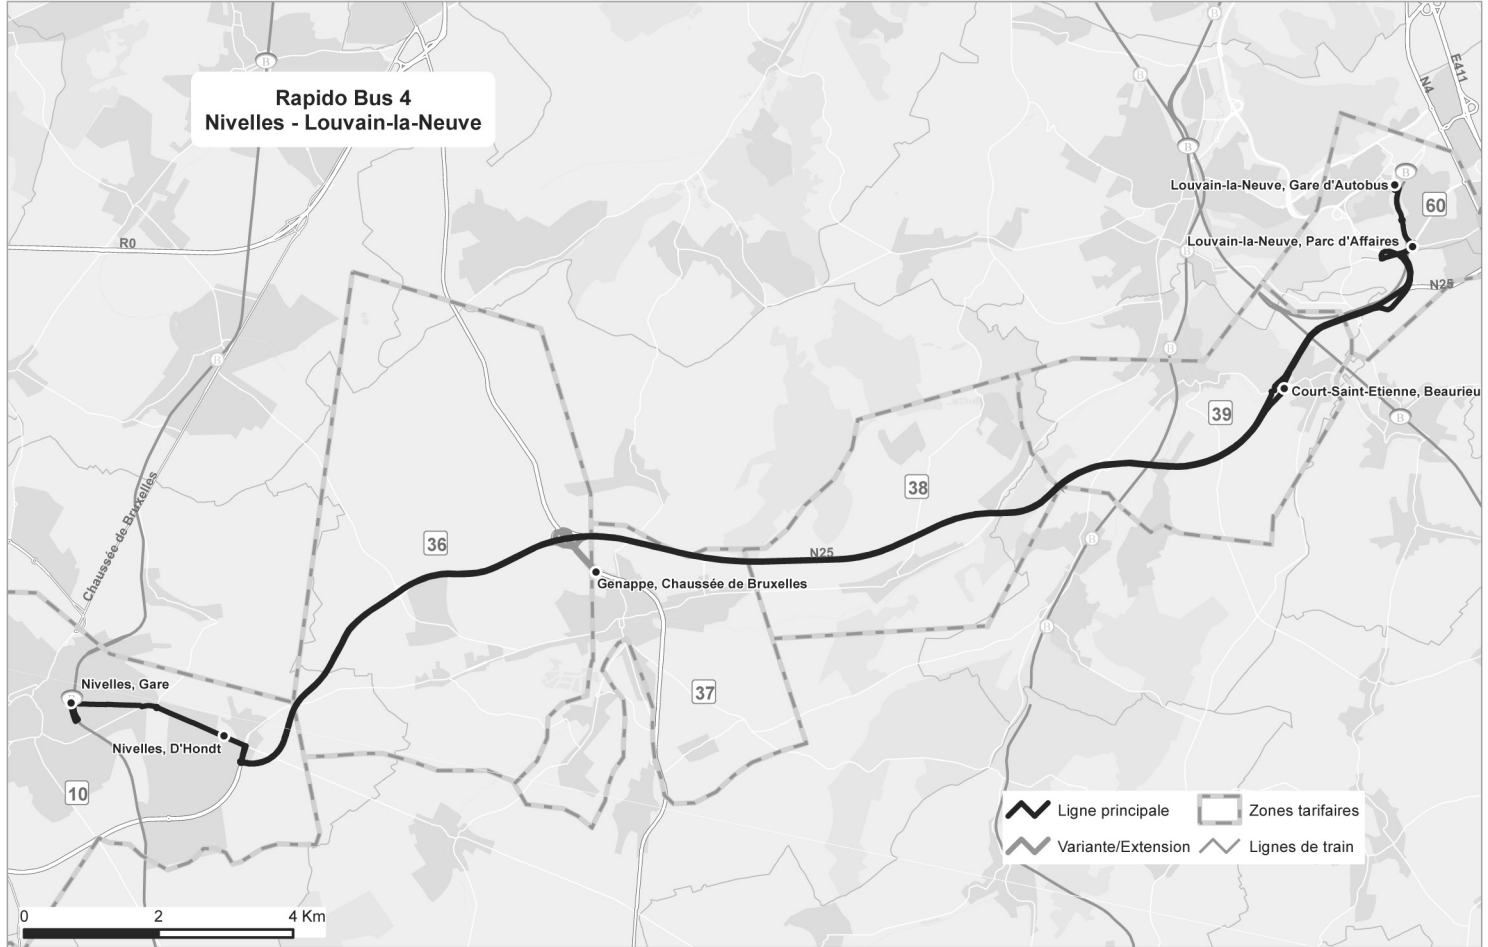 Rapido Bus 4
Nivelles - Louvain-la-Neuve
B
B
B
B
B
B
B
B
B
B
B
B
N4
E411
R0
Louvain-la-Neuve, Gare d'Autobus
60
Louvain-la-Neuve, Parc d'Affaires
N25
Court-Saint-Etienne, Beaurieu
39
38
36
N25
Chaussée de Bruxelles
Genappe, Chaussée de Bruxelles
37
Nivelles, Gare
Nivelles, D'Hondt
10
Ligne principale
Zones tarifaires
Variante/Extension
Lignes de train
0 2 4 Km